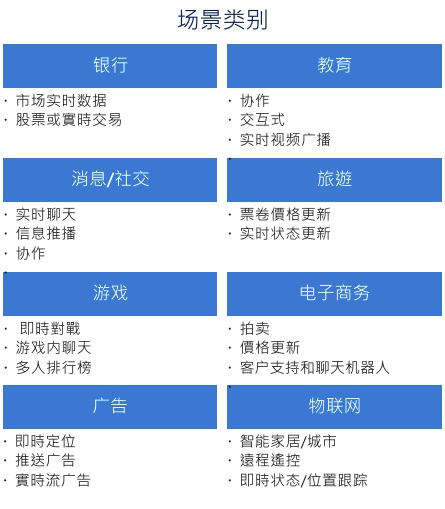 场景类别
银行
· 市场实时数据
· 股票或實時交易
教育
· 协作
· 交互式
· 实时视频广播
·
消息/社交
· 实时聊天
· 信息推播
· 协作
·
旅遊
· 票卷價格更新
· 实时状态更新
游戏
· 即時對戰
· 游戏内聊天
· 多人排行榜
电子商务
· 拍卖
· 價格更新
· 客户支持和聊天机器人
·
广告
· 即時定位
· 推送广告
· 實時流广告
物联网
· 智能家居/城市
· 遠程遙控
· 即時状态/位置跟踪